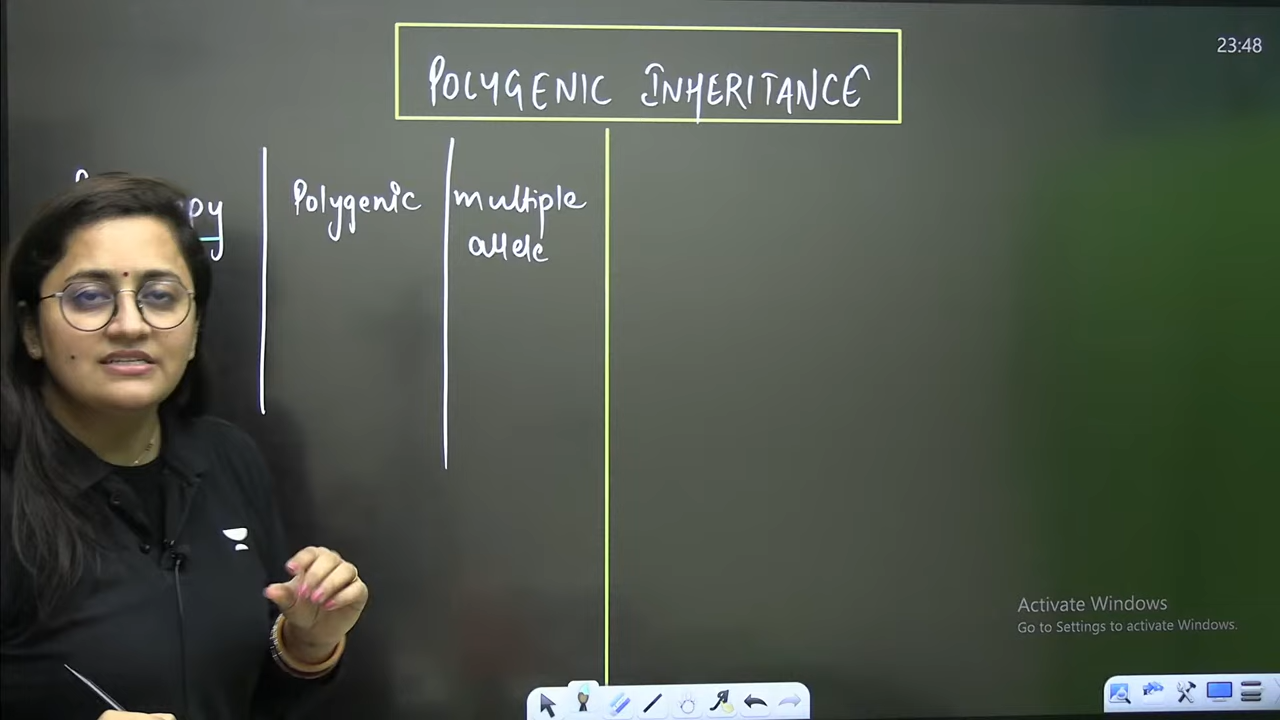 23:48
POLYGENIC INHERITANCE
Polygenic
multiple
allele
Activate Windows
Go to Settings to activate Windows.